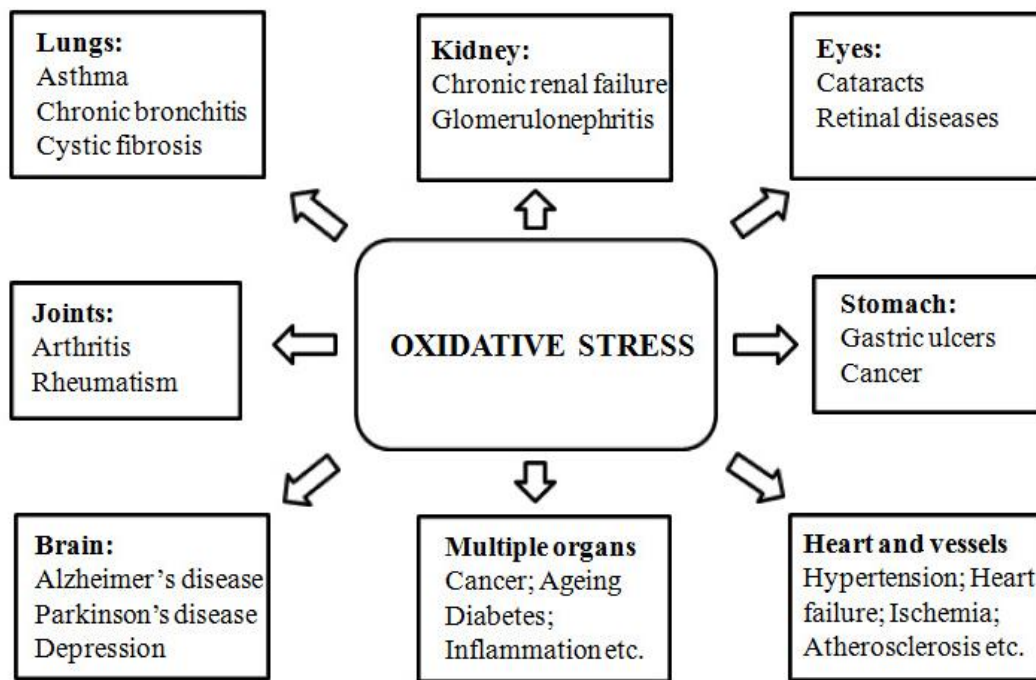 Lungs:
Asthma
Chronic bronchitis
Cystic fibrosis
Kidney:
Chronic renal failure
Glomerulonephritis
Eyes:
Cataracts
Retinal diseases
Joints:
Arthritis
Rheumatism
OXIDATIVE STRESS
Stomach:
Gastric ulcers
Cancer
Brain:
Alzheimer’s disease
Parkinson’s disease
Depression
Multiple organs
Cancer; Ageing
Diabetes;
Inflammation etc.
Heart and vessels
Hypertension; Heart
failure; Ischemia;
Atherosclerosis etc.